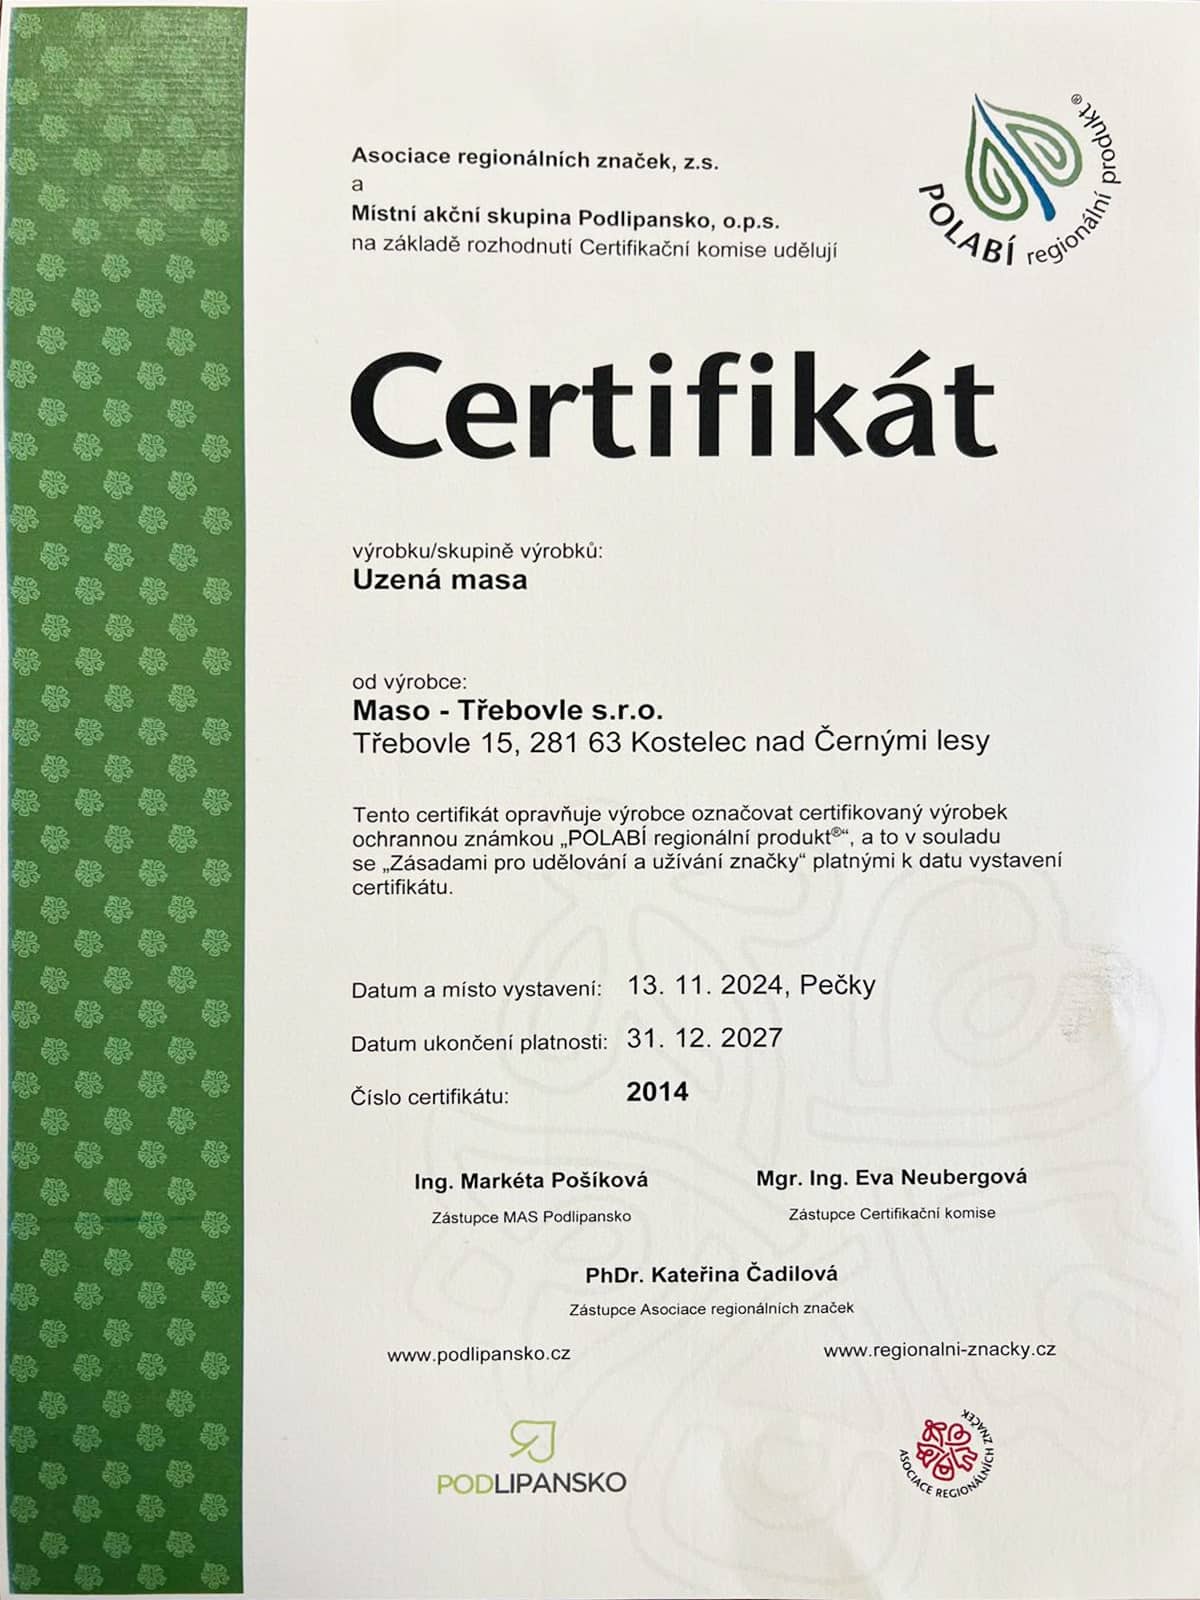 Asociace regionálních značek, z.s.
a
Místní akční skupina Podlipansko, o.p.s.
na základě rozhodnutí Certifikační komise udělují
POLABÍ regionální produkt®
Certifikát
výrobku/skupině výrobků:
Uzená masa
od výrobce:
Maso - Třebovle s.r.o.
Třebovle 15, 281 63 Kostelec nad Černými lesy
Tento certifikát opravňuje výrobce označovat certifikovaný výrobek
ochrannou známkou „POLABÍ regionální produkt®“, a to v souladu
se „Zásadami pro udělování a užívání značky“ platnými k datu vystavení
certifikátu.
Datum a místo vystavení: 13. 11. 2024, Pečky
Datum ukončení platnosti: 31. 12. 2027
Číslo certifikátu: 2014
Ing. Markéta Pošíková
Zástupce MAS Podlipansko
Mgr. Ing. Eva Neubergová
Zástupce Certifikační komise
PhDr. Kateřina Čadilová
Zástupce Asociace regionálních značek
www.podlipansko.cz
www.regionalni-znacky.cz
PODLIPANSKO
ASOCIACE REGIONÁLNÍCH ZNAČEK